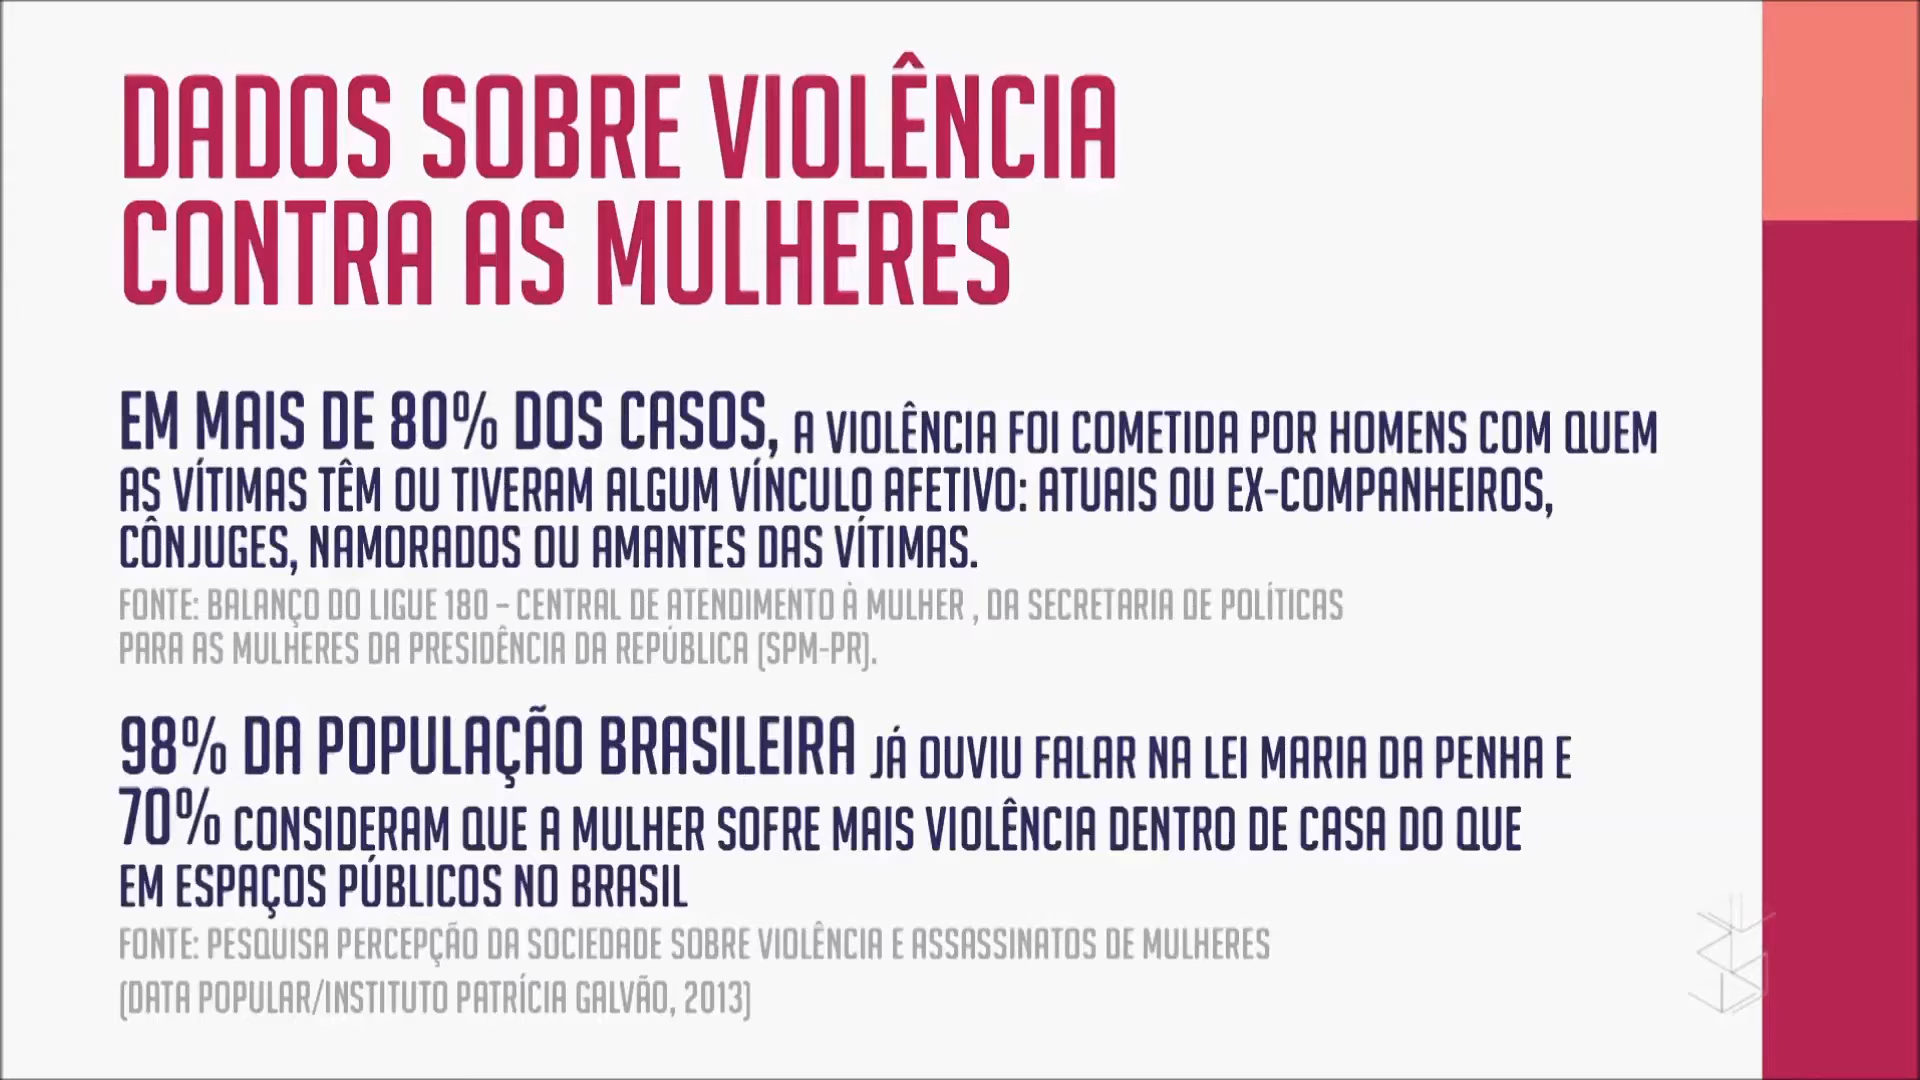 DADOS SOBRE VIOLÊNCIA
CONTRA AS MULHERES
EM MAIS DE 80% DOS CASOS, A VIOLÊNCIA FOI COMETIDA POR HOMENS COM QUEM
AS VÍTIMAS TÊM OU TIVERAM ALGUM VÍNCULO AFETIVO: ATUAIS OU EX-COMPANHEIROS,
CÔNJUGES, NAMORADOS OU AMANTES DAS VÍTIMAS.
FONTE: BALANÇO DO LIGUE 180 – CENTRAL DE ATENDIMENTO À MULHER , DA SECRETARIA DE POLÍTICAS
PARA AS MULHERES DA PRESIDÊNCIA DA REPÚBLICA (SPM-PR).
98% DA POPULAÇÃO BRASILEIRA JÁ OUVIU FALAR NA LEI MARIA DA PENHA E
70% CONSIDERAM QUE A MULHER SOFRE MAIS VIOLÊNCIA DENTRO DE CASA DO QUE
EM ESPAÇOS PÚBLICOS NO BRASIL
FONTE: PESQUISA PERCEPÇÃO DA SOCIEDADE SOBRE VIOLÊNCIA E ASSASSINATOS DE MULHERES
(DATA POPULAR/INSTITUTO PATRÍCIA GALVÃO, 2013)